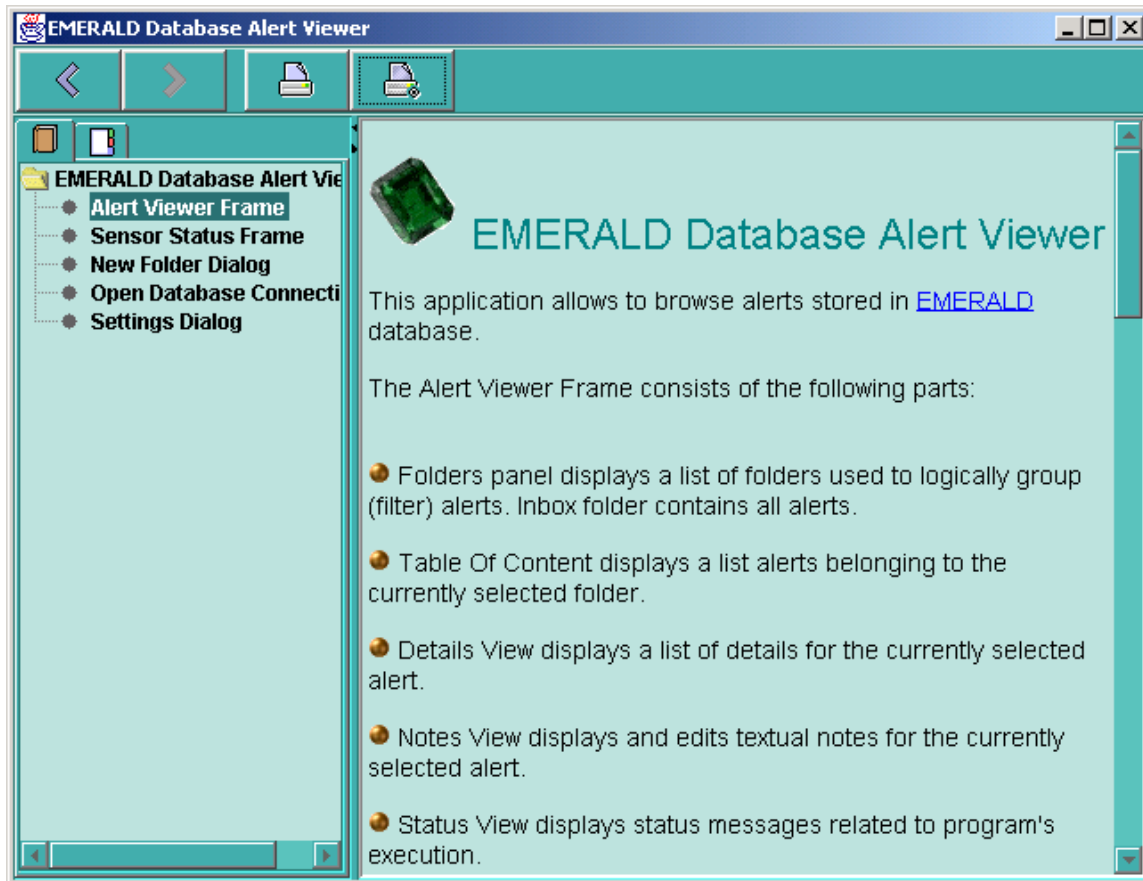 EMERALD Database Alert Viewer
EMERALD Database Alert Vie
Alert Viewer Frame
Sensor Status Frame
New Folder Dialog
Open Database Connecti
Settings Dialog
EMERALD Database Alert Viewer
This application allows to browse alerts stored in EMERALD
database.
The Alert Viewer Frame consists of the following parts:
Folders panel displays a list of folders used to logically group
(filter) alerts. Inbox folder contains all alerts.
Table Of Content displays a list alerts belonging to the
currently selected folder.
Details View displays a list of details for the currently selected
alert.
Notes View displays and edits textual notes for the currently
selected alert.
Status View displays status messages related to program's
execution.